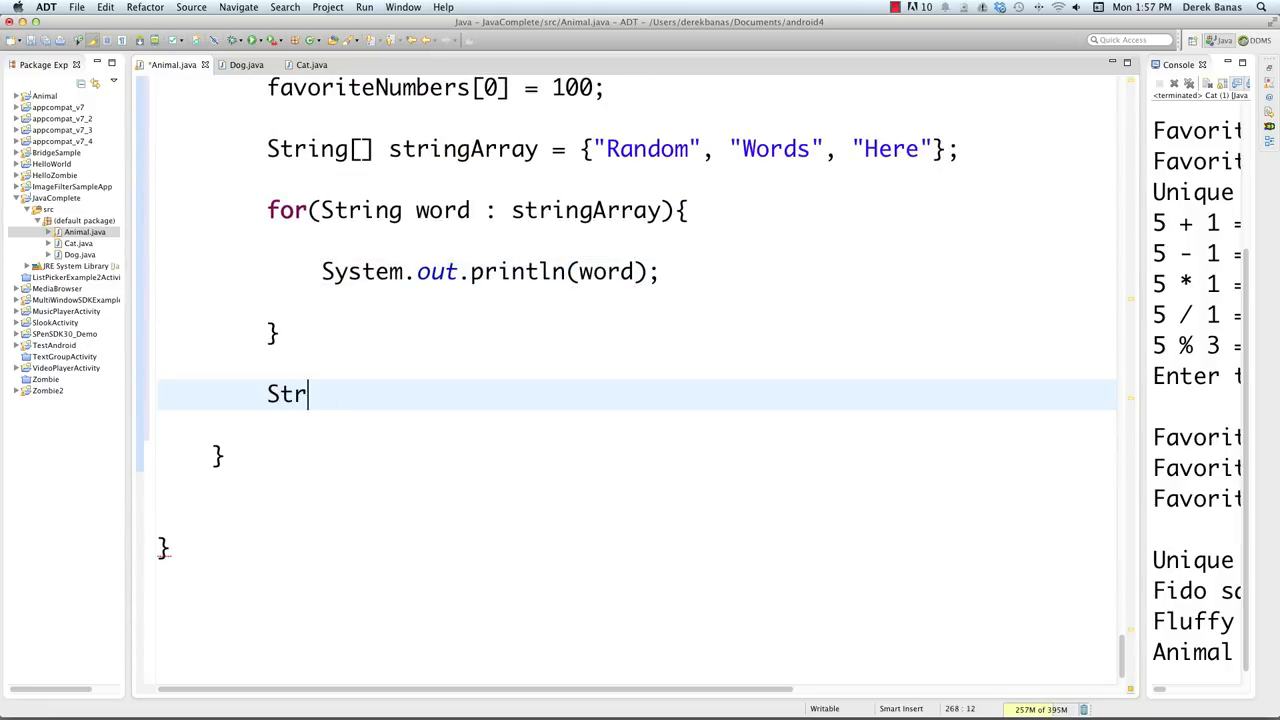 ADT File Edit Refactor Source Navigate Search Project Run Window Help 10 Mon 1:57 PM Derek Banas
Java – JavaComplete/src/Animal.java – ADT – /Users/derekbanas/Documents/android4
Quick Access Java DDMS
Package Exp
*Animal.java Dog.java Cat.java
Console
<terminated> Cat (1) [Java
Animal
appcompat_v7
appcompat_v7_2
appcompat_v7_3
appcompat_v7_4
BridgeSample
HelloWorld
HelloZombie
ImageFilterSampleApp
JavaComplete
src
(default package)
Animal.java
Cat.java
Dog.java
JRE System Library [Ja
ListPickerExample2Activi
MediaBrowser
MultiWindowSDKExample
MusicPlayerActivity
SlookActivity
SPenSDK30_Demo
TestAndroid
TextGroupActivity
VideoPlayerActivity
Zombie
Zombie2
favoriteNumbers[0] = 100;
String[] stringArray = {"Random", "Words", "Here"};
for(String word : stringArray){
System.out.println(word);
}
Str
}
}
Favorit
Favorit
Unique
5 + 1 =
5 - 1 =
5 * 1 =
5 / 1 =
5 % 3 =
Enter t
Favorit
Favorit
Favorit
Unique
Fido sa
Fluffy
Animal
Writable Smart Insert 268 : 12 257M of 395M